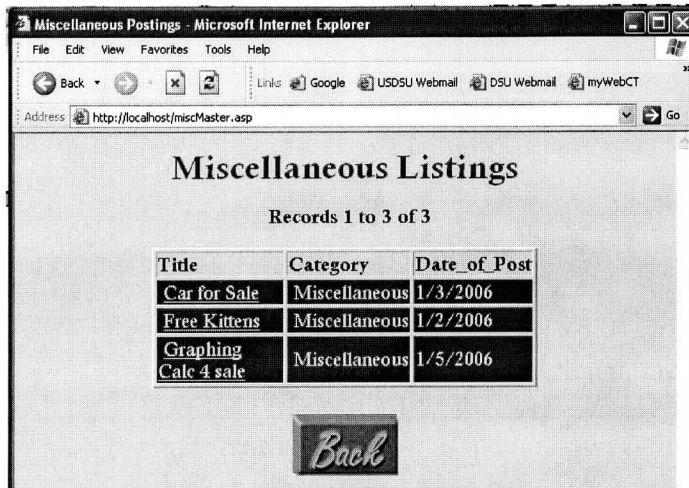 Miscellaneous Postings - Microsoft Internet Explorer
File Edit View Favorites Tools Help
Back Links Google USDSU Webmail DSU Webmail myWebCT »
Address http://localhost/miscMaster.asp Go
Miscellaneous Listings
Records 1 to 3 of 3
Title Category Date_of_Post
Car for Sale Miscellaneous 1/3/2006
Free Kittens Miscellaneous 1/2/2006
Graphing
Calc 4 sale Miscellaneous 1/5/2006
Back